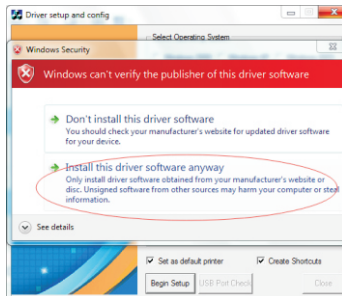 Driver setup and config
Select Operating System
Windows Security
Windows can't verify the publisher of this driver software
Don't install this driver software
You should check your manufacturer's website for updated driver software
for your device.
Install this driver software anyway
Only install driver software obtained from your manufacturer's website or
disc. Unsigned software from other sources may harm your computer or steal
information.
See details
Set as default printer Create Shortcuts
Begin Setup USB Port Check Close